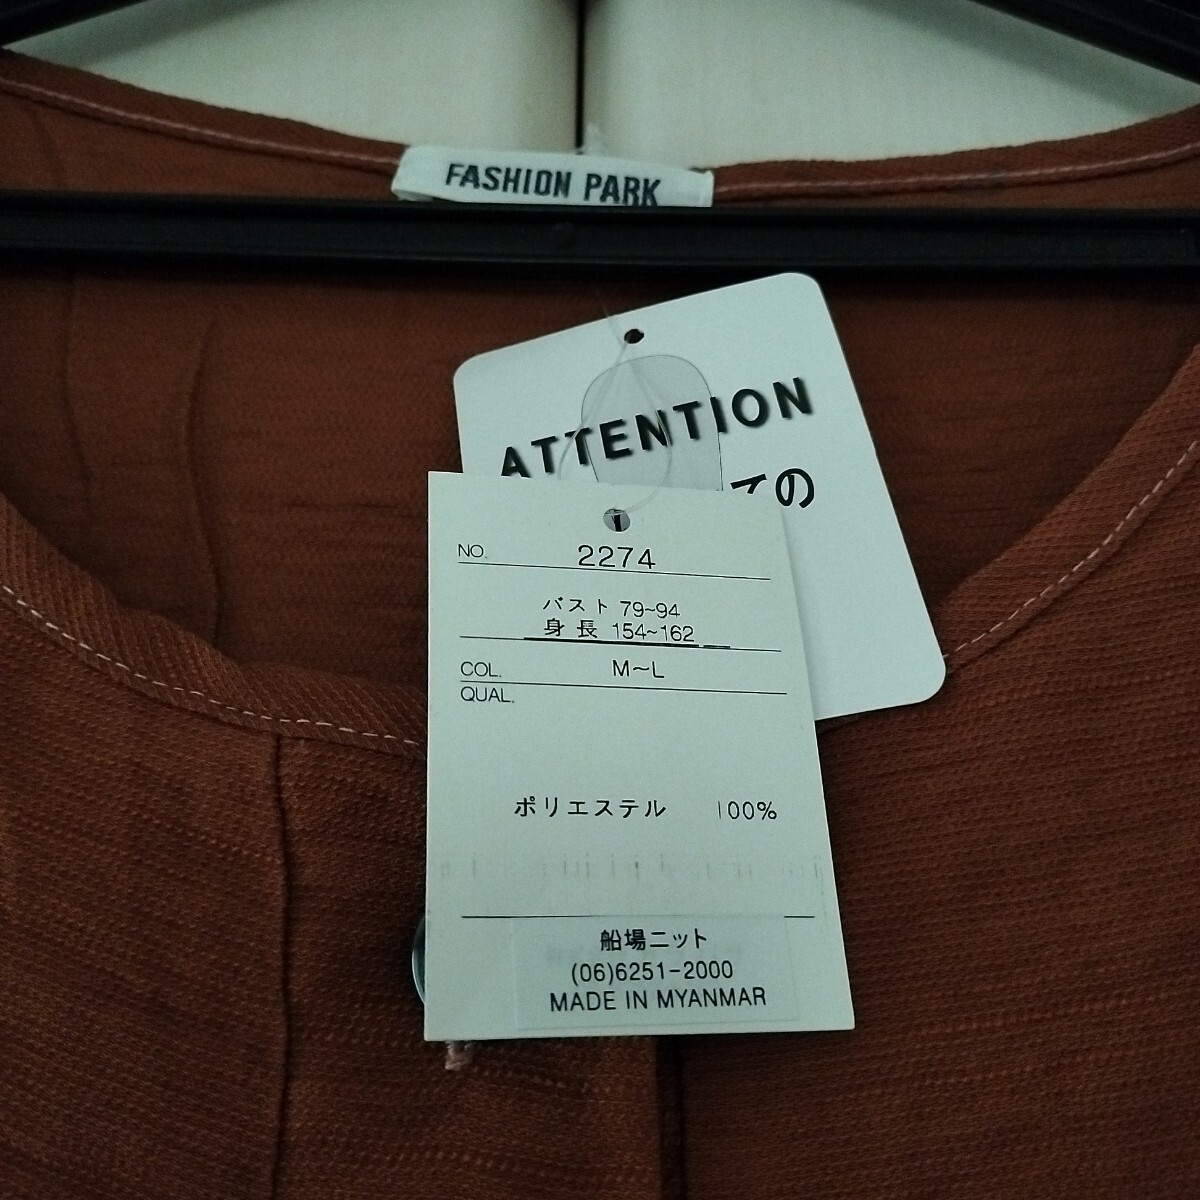 FASHION PARK
ATTENTION
ての
NO. 2274
バスト 79~94
身長 154~162
COL. M~L
QUAL.
ポリエステル 100%
船場ニット
(06)6251-2000
MADE IN MYANMAR